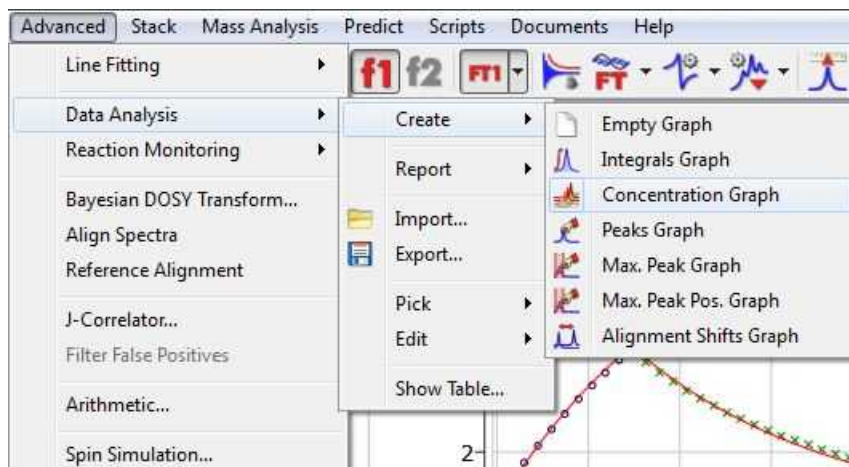 Advanced Stack Mass Analysis Predict Scripts Documents Help
Line Fitting
Data Analysis
Reaction Monitoring
Bayesian DOSY Transform...
Align Spectra
Reference Alignment
J-Correlator...
Filter False Positives
Arithmetic...
Spin Simulation...
f1 f2 FT1 FT
Create
Report
Import...
Export...
Pick
Edit
Show Table...
Empty Graph
Integrals Graph
Concentration Graph
Peaks Graph
Max. Peak Graph
Max. Peak Pos. Graph
Alignment Shifts Graph
2